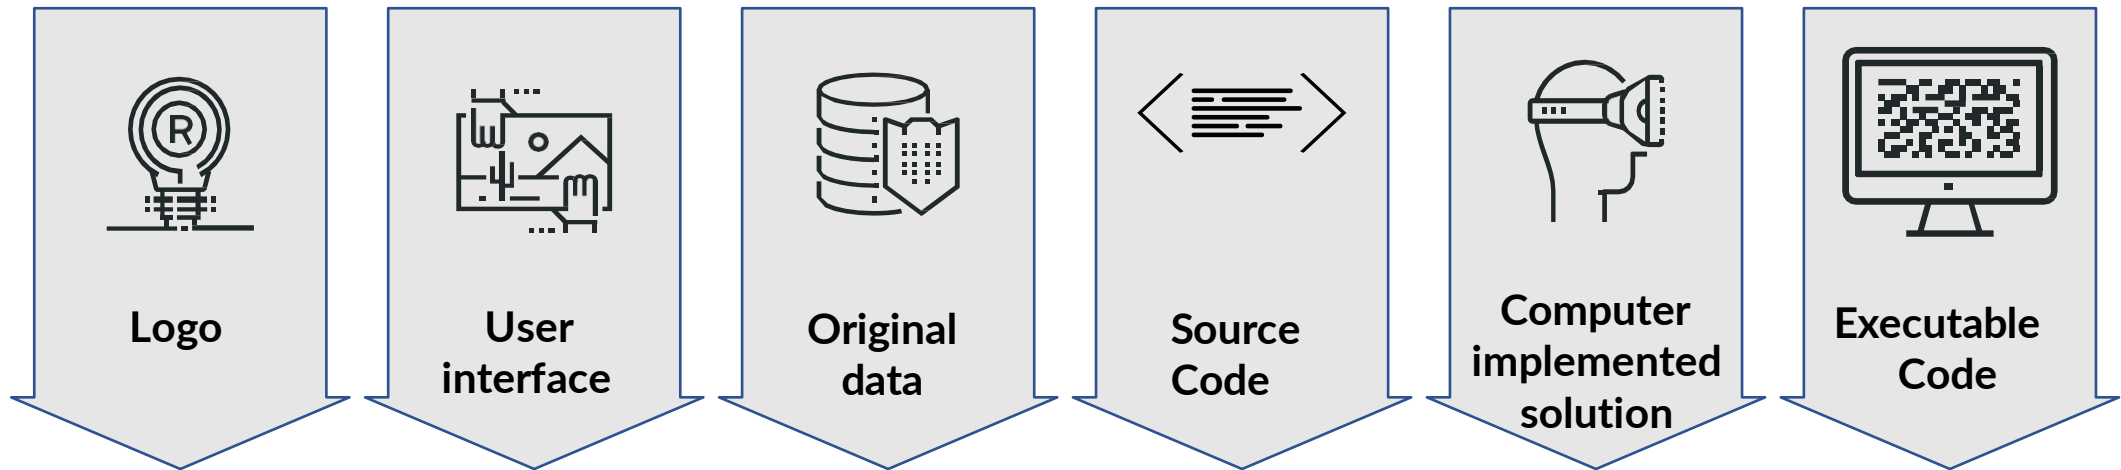 R
Logo
User
interface
Original
data
Source
Code
Computer
implemented
solution
Executable
Code